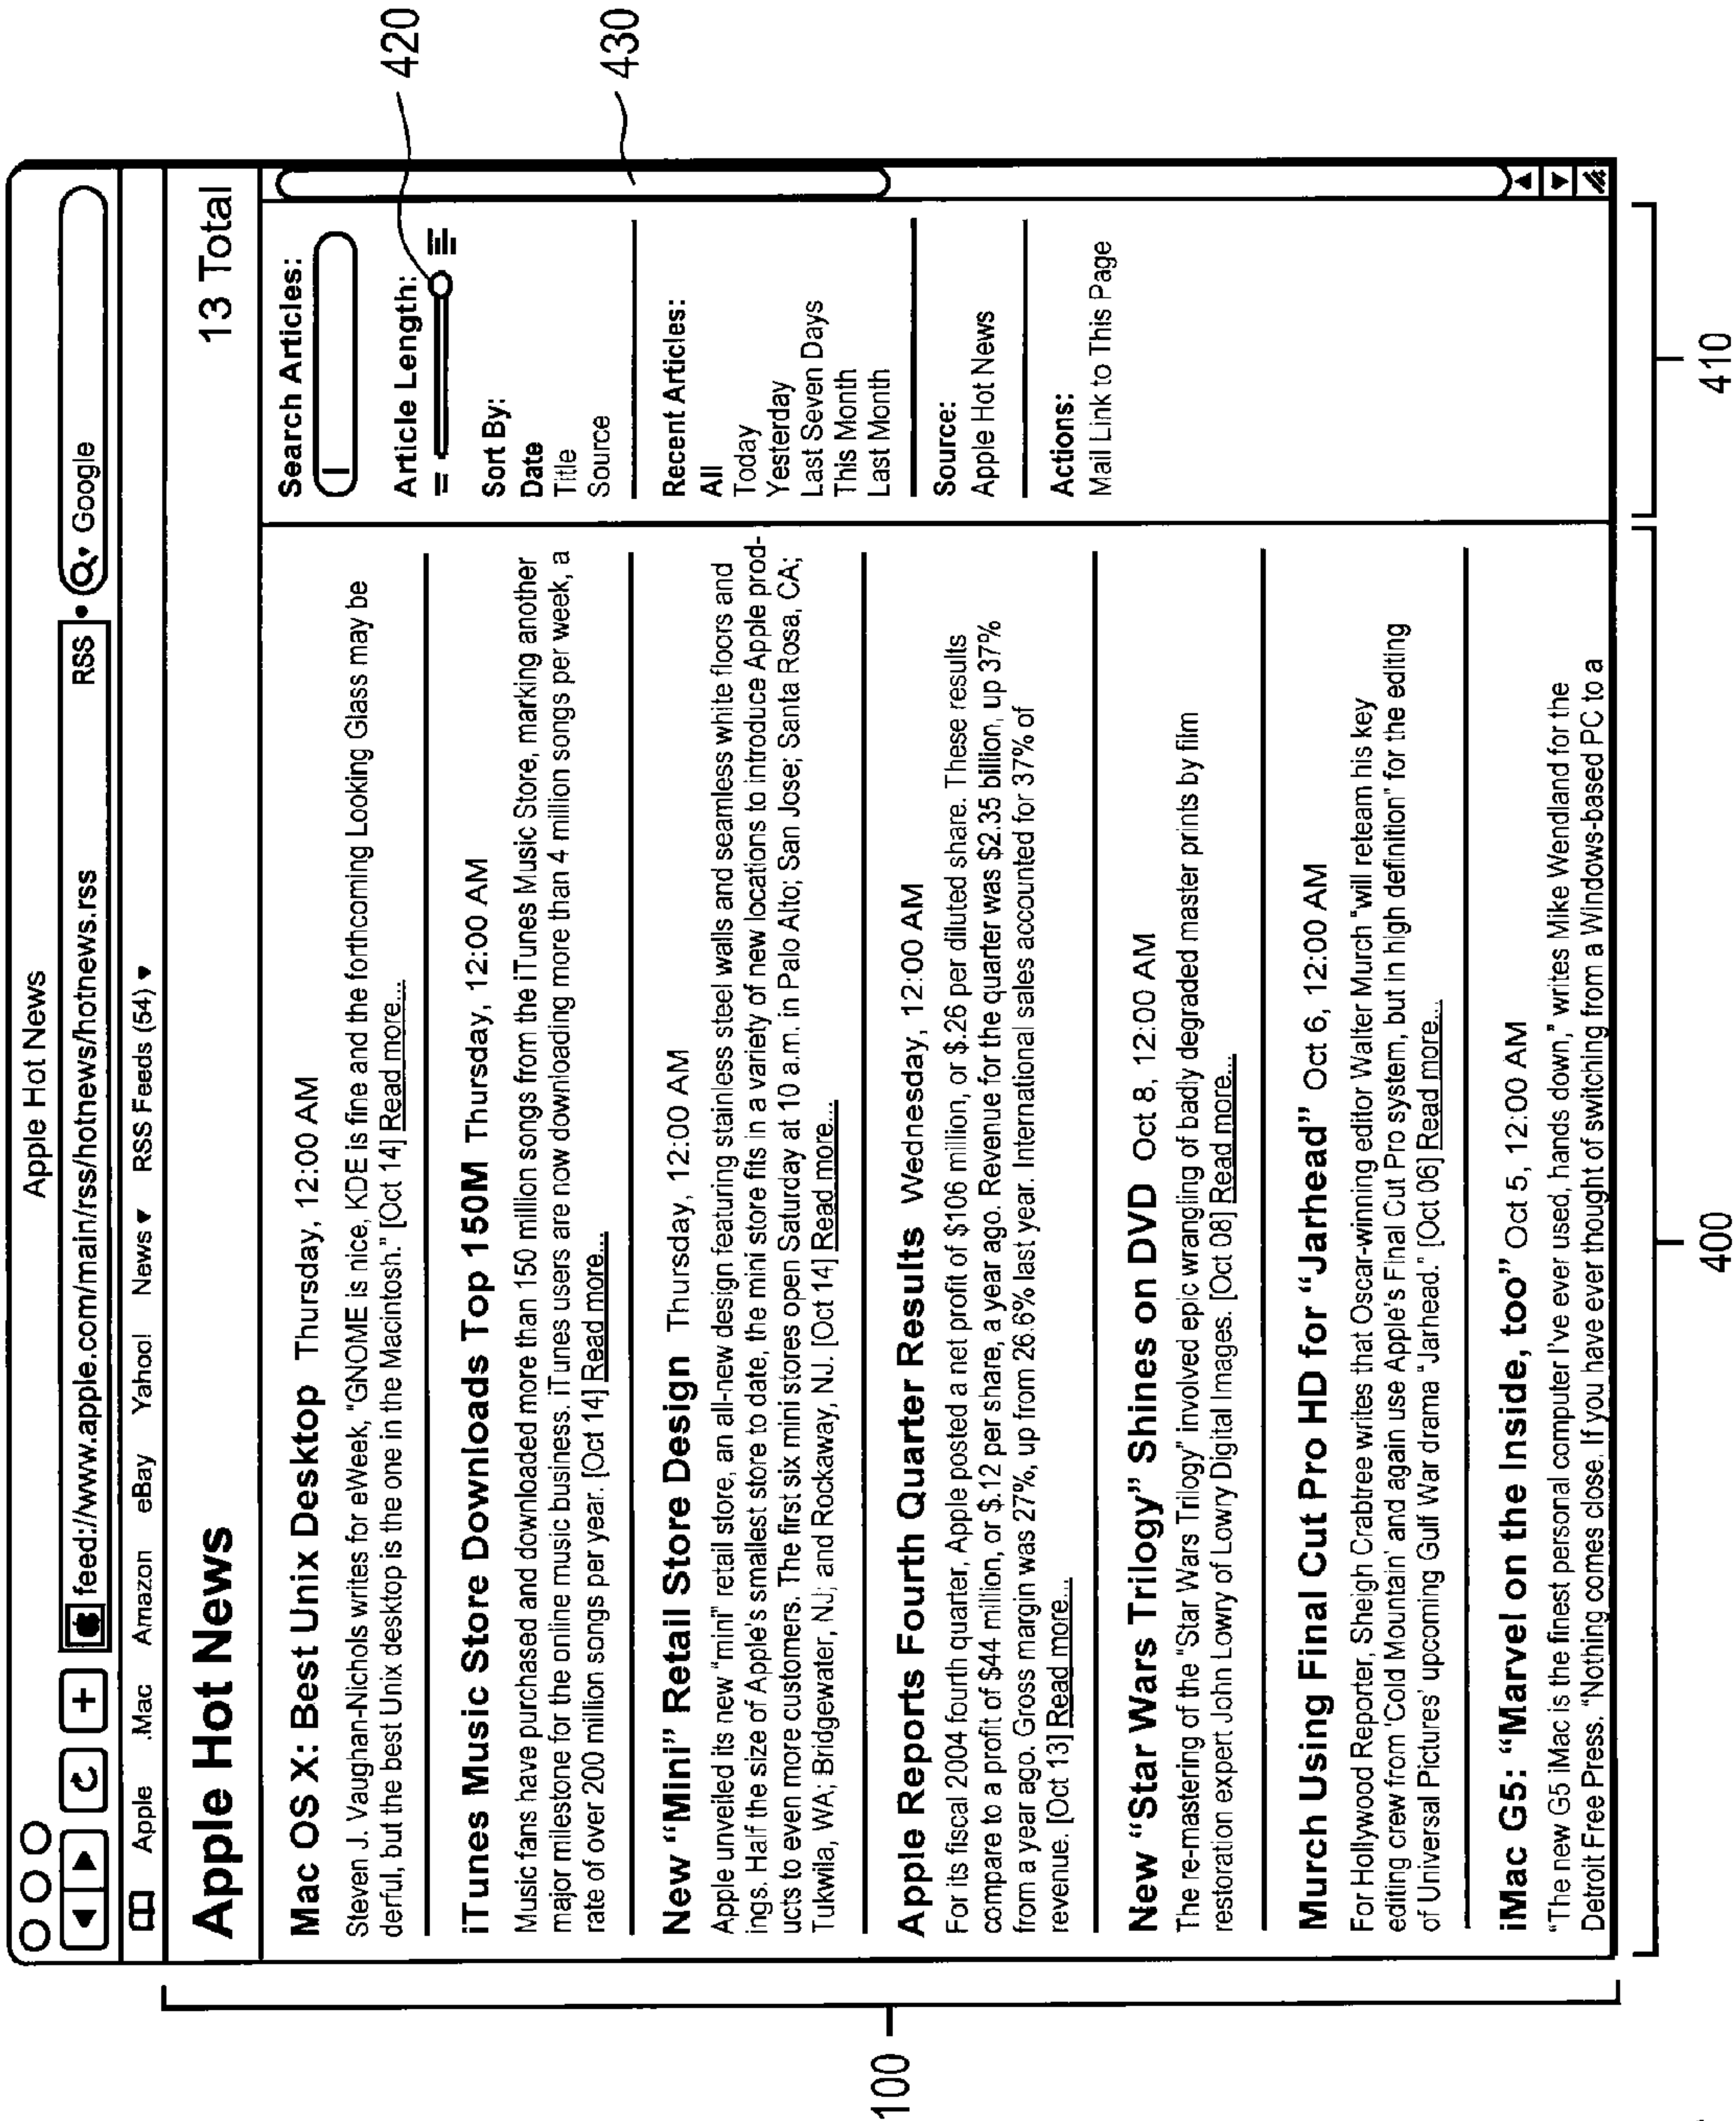 Apple Hot News
feed://www.apple.com/main/rss/hotnews/hotnews.rss RSS Google
Apple .Mac Amazon eBay Yahoo! News RSS Feeds (54)
Apple Hot News 13 Total
Mac OS X: Best Unix Desktop Thursday, 12:00 AM
Steven J. Vaughan-Nichols writes for eWeek, "GNOME is nice, KDE is fine and the forthcoming Looking Glass may be
derful, but the best Unix desktop is the one in the Macintosh." [Oct 14] Read more...
iTunes Music Store Downloads Top 150M Thursday, 12:00 AM
Music fans have purchased and downloaded more than 150 million songs from the iTunes Music Store, marking another
major milestone for the online music business. iTunes users are now downloading more than 4 million songs per week, a
rate of over 200 million songs per year. [Oct 14] Read more...
New "Mini" Retail Store Design Thursday, 12:00 AM
Apple unveiled its new "mini" retail store, an all-new design featuring stainless steel walls and seamless white floors and
ings. Half the size of Apple's smallest store to date, the mini store fits in a variety of new locations to introduce Apple prod-
ucts to even more customers. The first six mini stores open Saturday at 10 a.m. in Palo Alto; San Jose; Santa Rosa, CA;
Tukwila, WA; Bridgewater, NJ; and Rockaway, NJ. [Oct 14] Read more...
Apple Reports Fourth Quarter Results Wednesday, 12:00 AM
For its fiscal 2004 fourth quarter, Apple posted a net profit of $106 million, or $.26 per diluted share. These results
compare to a profit of $44 million, or $.12 per share, a year ago. Revenue for the quarter was $2.35 billion, up 37%
from a year ago. Gross margin was 27%, up from 26.6% last year. International sales accounted for 37% of
revenue. [Oct 13] Read more...
New "Star Wars Trilogy" Shines on DVD Oct 8, 12:00 AM
The re-mastering of the "Star Wars Trilogy" involved epic wrangling of badly degraded master prints by film
restoration expert John Lowry of Lowry Digital Images. [Oct 08] Read more...
Murch Using Final Cut Pro HD for "Jarhead" Oct 6, 12:00 AM
For Hollywood Reporter, Sheigh Crabtree writes that Oscar-winning editor Walter Murch "will reteam his key
editing crew from 'Cold Mountain' and again use Apple's Final Cut Pro system, but in high definition" for the editing
of Universal Pictures' upcoming Gulf War drama "Jarhead." [Oct 06] Read more...
iMac G5: "Marvel on the Inside, too" Oct 5, 12:00 AM
"The new G5 iMac is the finest personal computer I've ever used, hands down," writes Mike Wendland for the
Detroit Free Press. "Nothing comes close. If you have ever thought of switching from a Windows-based PC to a
Search Articles:
Article Length:
Sort By:
Date
Title
Source
Recent Articles:
All
Today
Yesterday
Last Seven Days
This Month
Last Month
Source:
Apple Hot News
Actions:
Mail Link to This Page
420
430
100
400
410